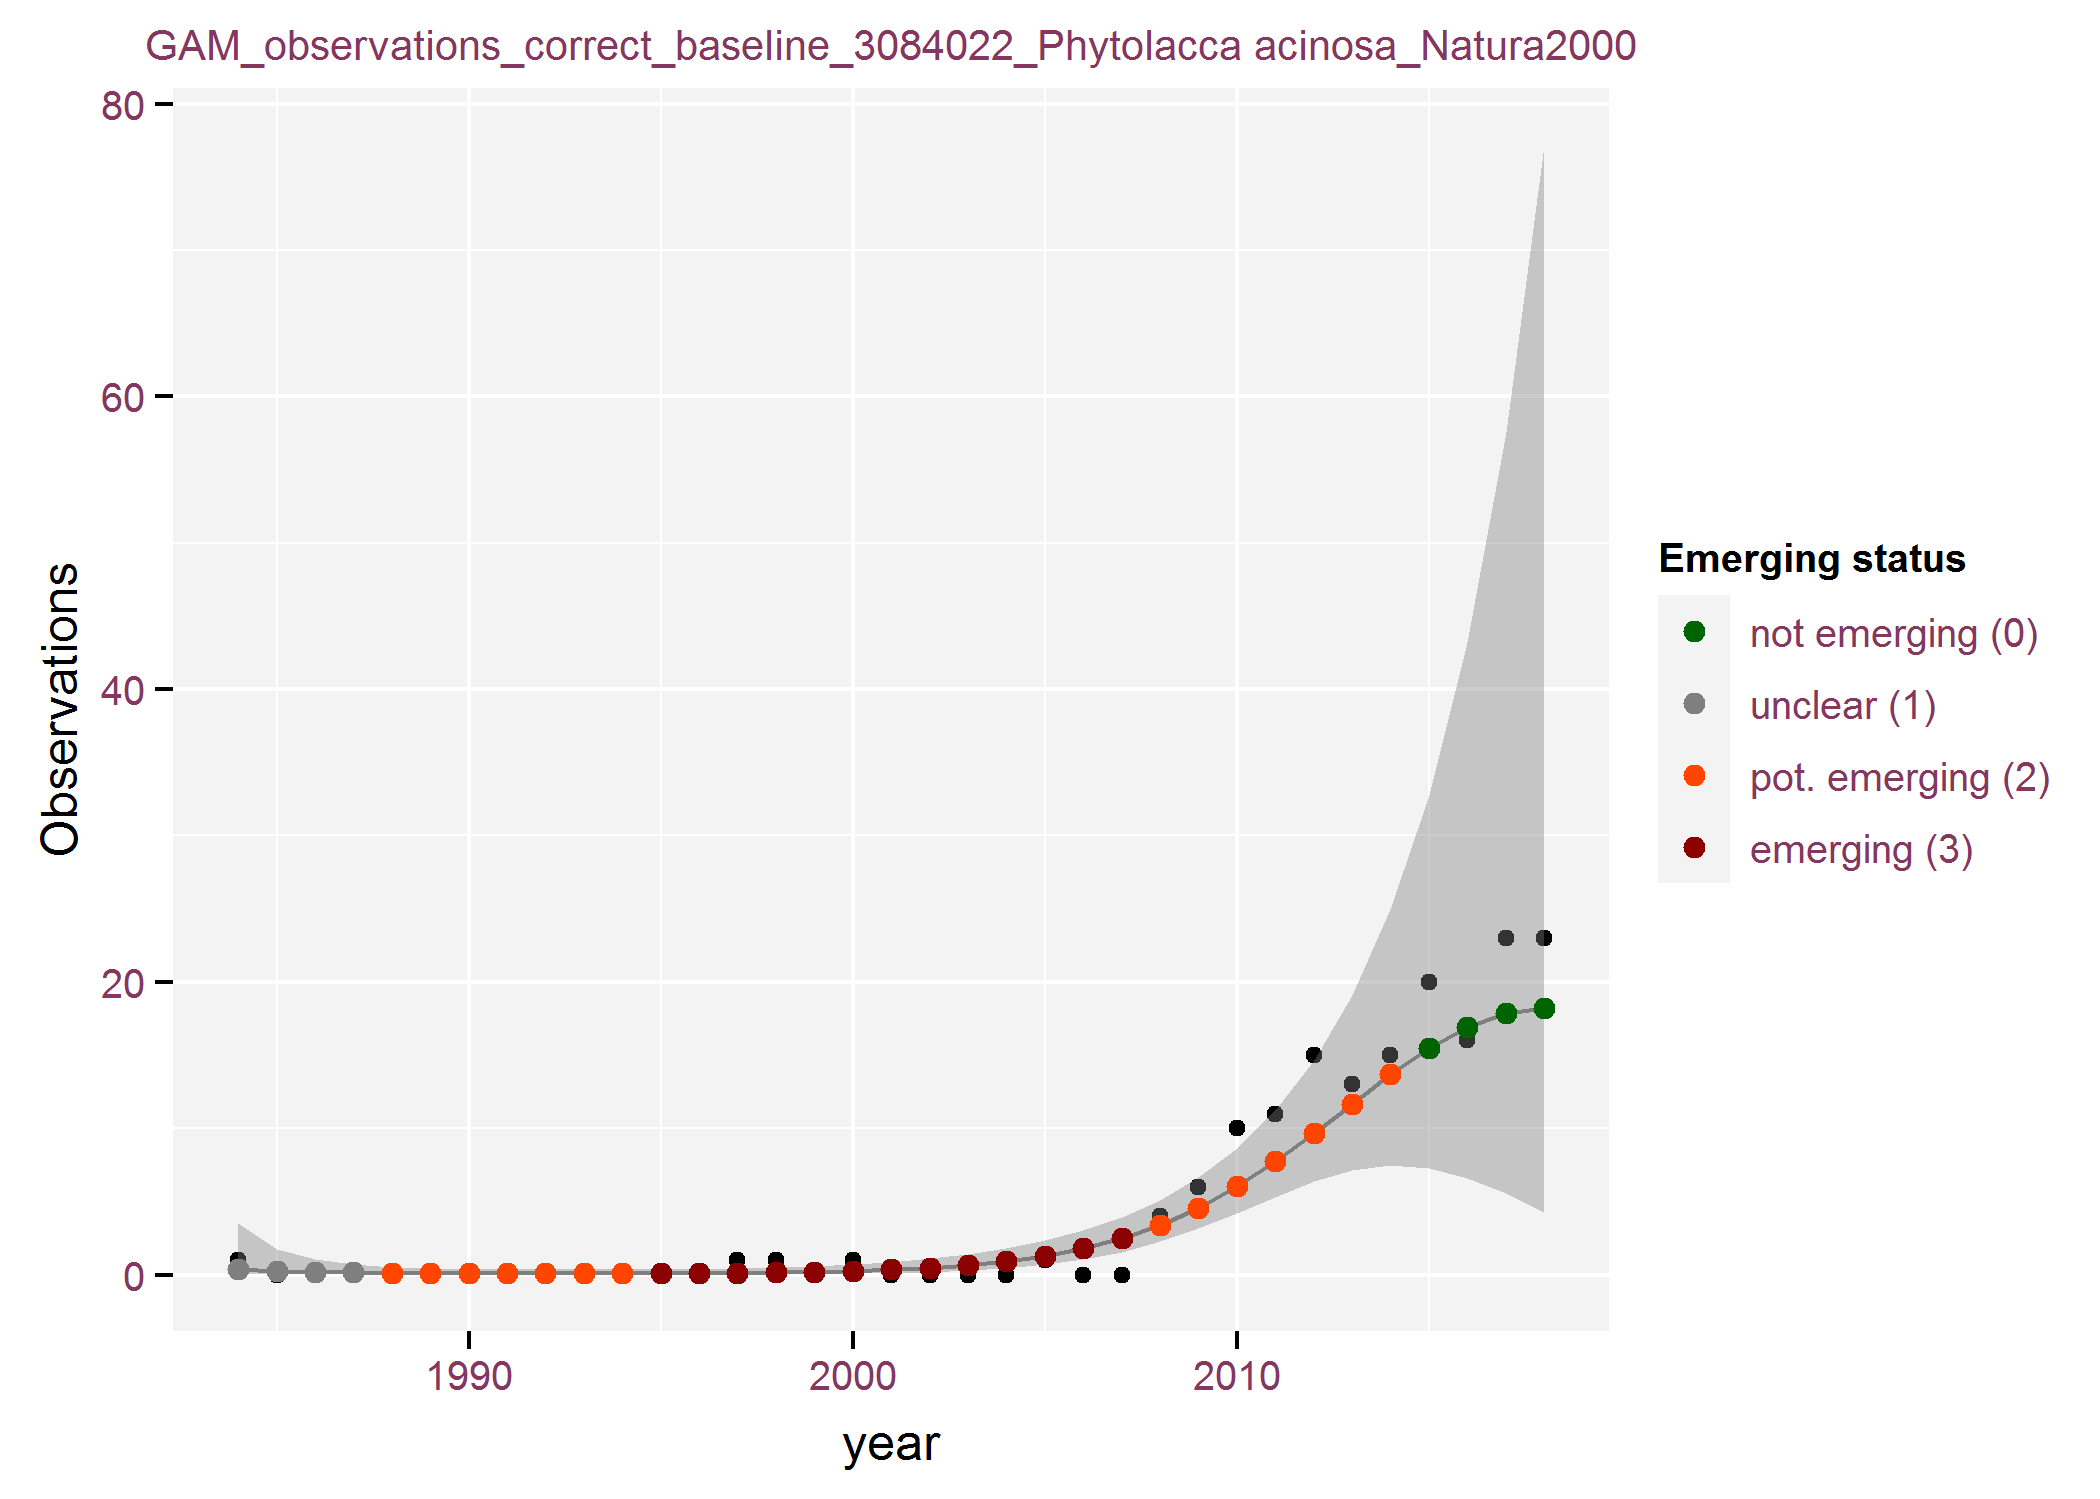 GAM_observations_correct_baseline_3084022_Phytolacca acinosa_Natura2000
80
60
40
20
0
Observations
1990
2000
2010
year
Emerging status
not emerging (0)
unclear (1)
pot. emerging (2)
emerging (3)